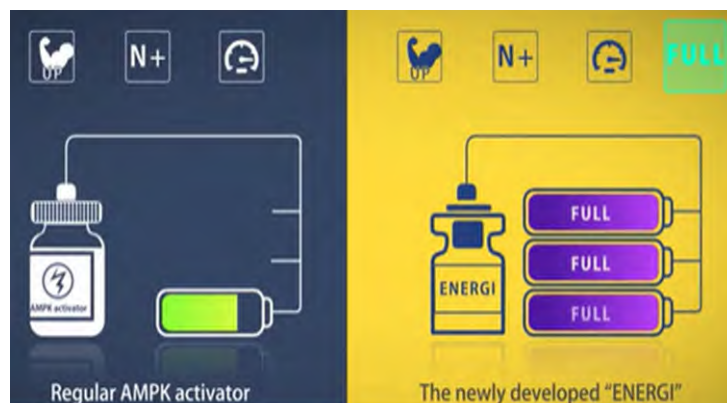 UP
N+
UP
N+
FULL
AMPK activator
ENERGI
FULL
FULL
FULL
Regular AMPK activator
The newly developed “ENERGI”